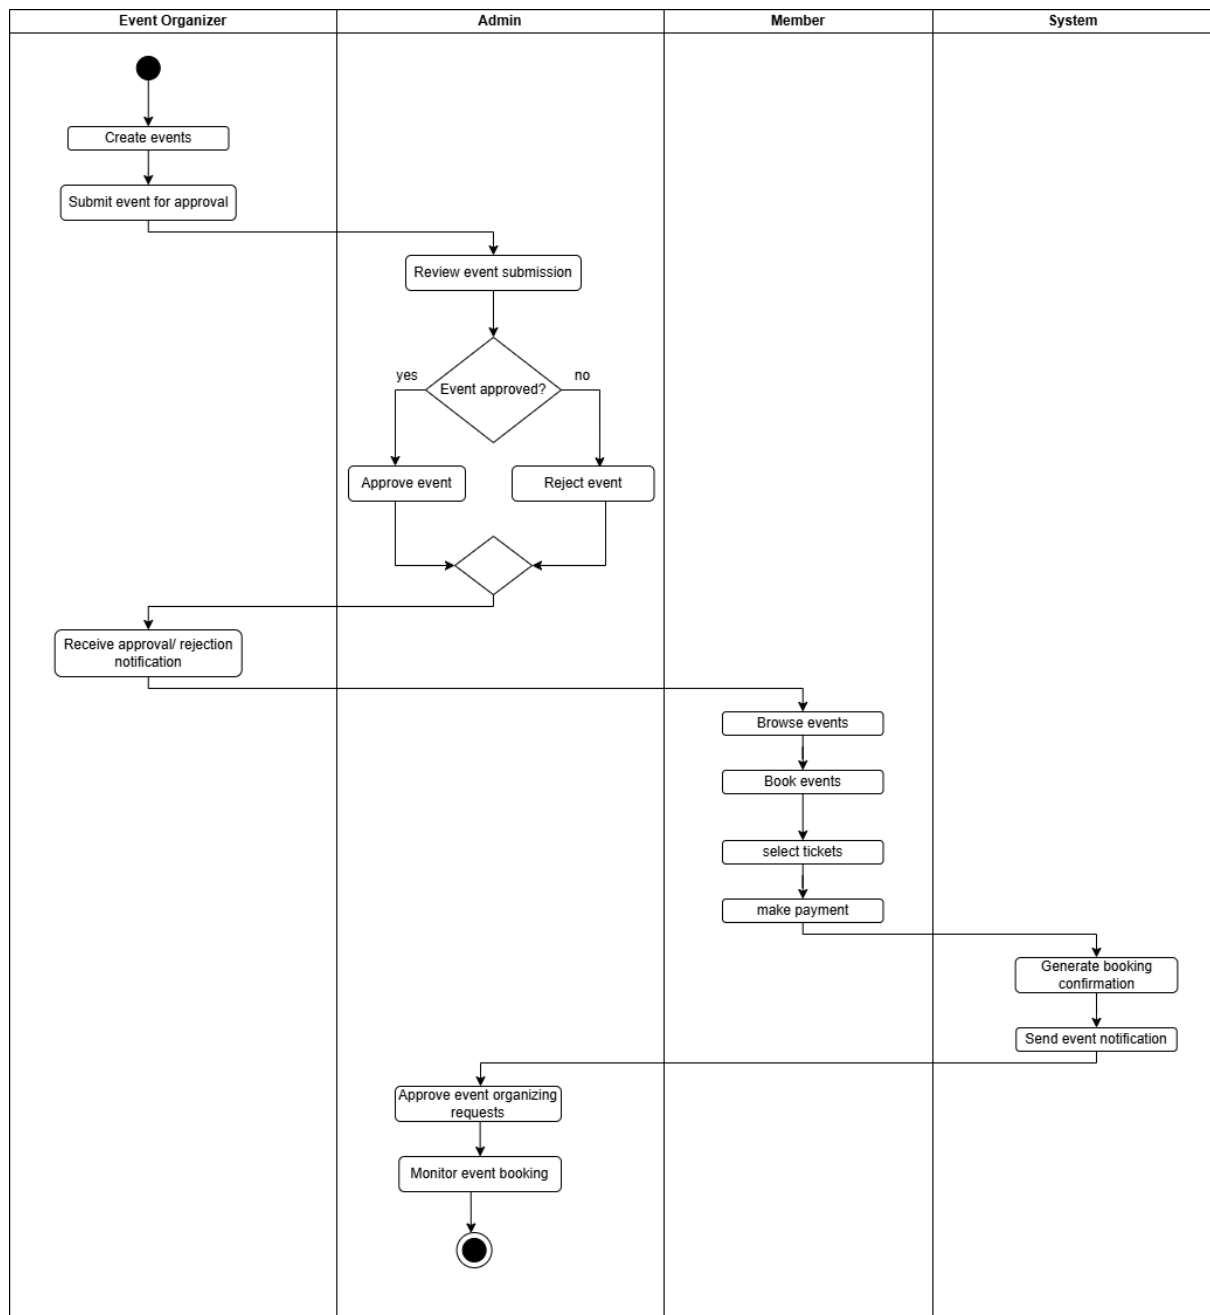 Event Organizer
Admin
Member
System
Create events
Submit event for approval
Review event submission
yes
Event approved?
no
Approve event
Reject event
Receive approval/ rejection
notification
Browse events
Book events
select tickets
make payment
Generate booking
confirmation
Send event notification
Approve event organizing
requests
Monitor event booking